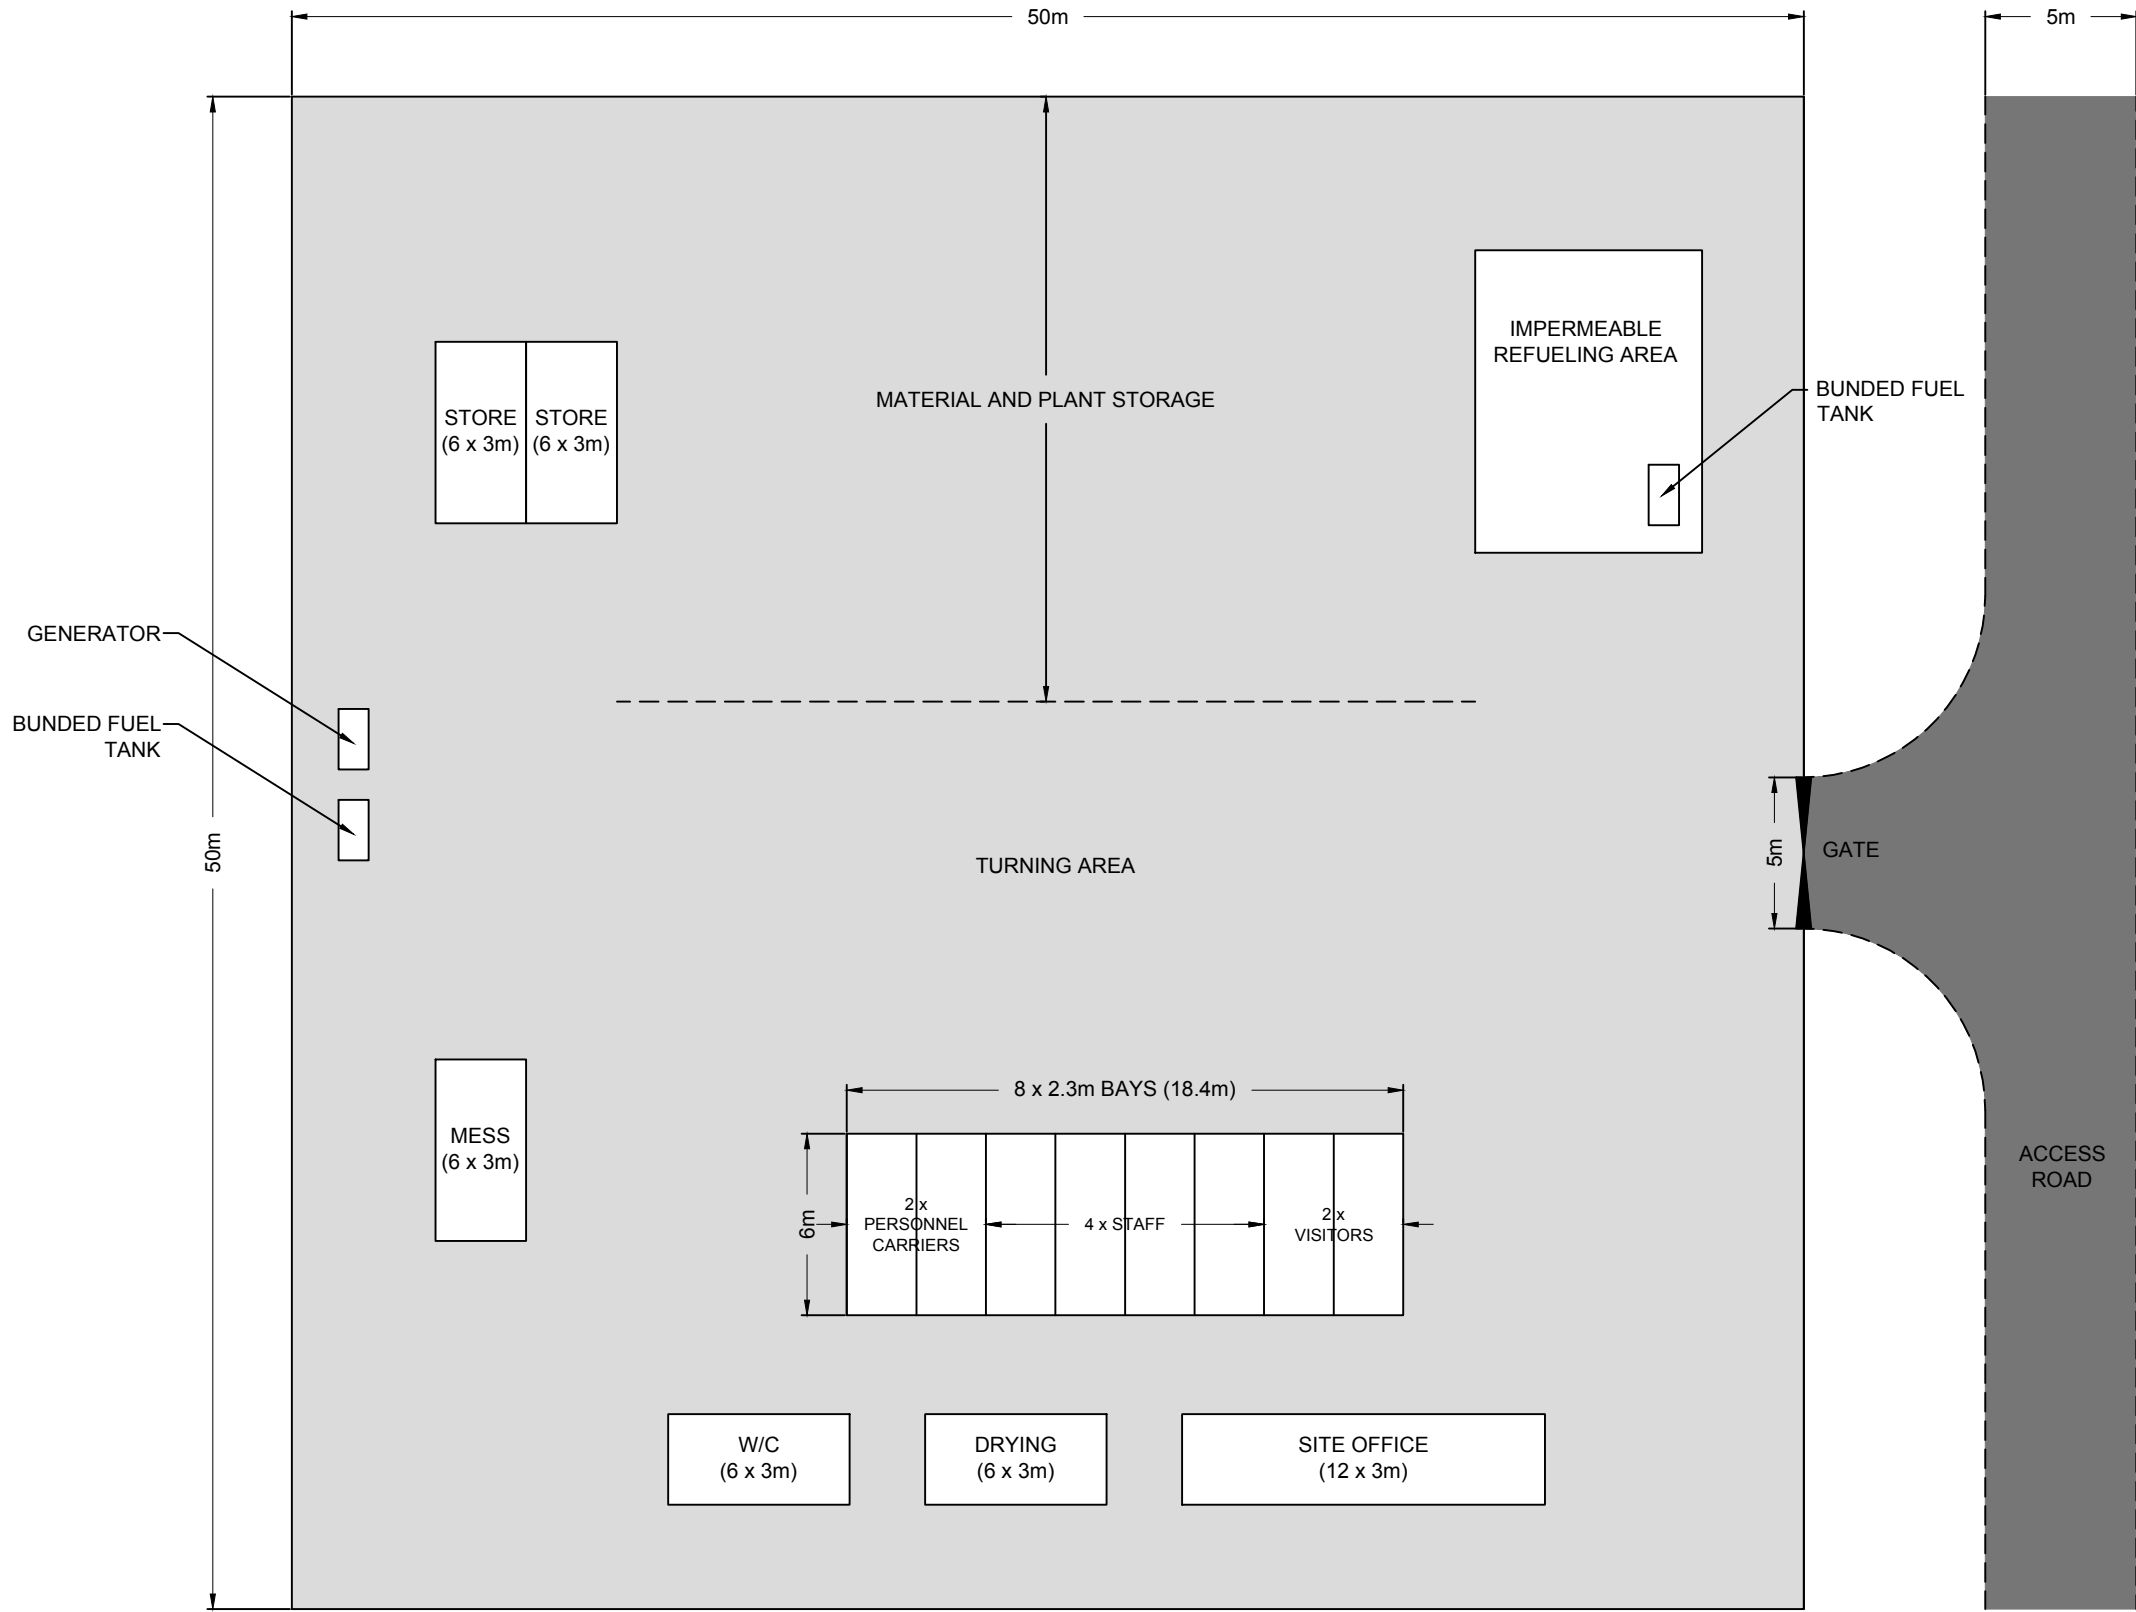 50m
5m
IMPERMEABLE
REFUELING AREA
BUNDED FUEL
TANK
MATERIAL AND PLANT STORAGE
STORE
(6 x 3m)
STORE
(6 x 3m)
GENERATOR
BUNDED FUEL
TANK
50m
TURNING AREA
5m
GATE
8 x 2.3m BAYS (18.4m)
MESS
(6 x 3m)
6m
2 x
PERSONNEL
CARRIERS
4 x STAFF
2 x
VISITORS
ACCESS
ROAD
W/C
(6 x 3m)
DRYING
(6 x 3m)
SITE OFFICE
(12 x 3m)